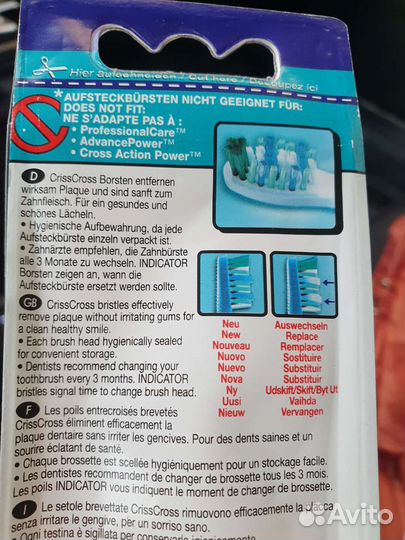 Hier aufschneiden / Cut here / Découpez ici
*AUFSTECKBÜRSTEN NICHT GEEIGNET FÜR:
DOES NOT FIT:
NE S'ADAPTE PAS À :
• ProfessionalCare™
• AdvancePower™
• Cross Action Power™
D CrissCross Borsten entfernen
wirksam Plaque und sind sanft zum
Zahnfleisch. Für ein gesundes und
schönes Lächeln.
• Hygienische Aufbewahrung, da jede
Aufsteckbürste einzeln verpackt ist.
• Zahnärzte empfehlen, die Zahnbürste
alle 3 Monate zu wechseln. INDICATOR
Borsten zeigen an, wann die
Aufsteckbürste ersetzt werden sollte.
GB CrissCross bristles effectively
remove plaque without irritating gums for
a clean healthy smile.
• Each brush head hygienically sealed
for convenient storage.
• Dentists recommend changing your
toothbrush every 3 months. INDICATOR
bristles signal time to change brush head.
Neu Auswechseln
New Replace
Nouveau Remplacer
Nuovo Sostituire
Nuevo Substituir
Nova Substituir
Ny Udskift/Skift/Byt Ut
Uusi Vaihda
Nieuw Vervangen
F Les poils entrecroisés brevetés
CrissCross éliminent efficacement la
plaque dentaire sans irriter les gencives. Pour des dents saines et un
sourire éclatant de santé.
• Chaque brossette est scellée hygiéniquement pour un stockage facile.
• Les dentistes recommandent de changer de brossette tous les 3 mois.
Les poils INDICATOR vous indiquent le moment de changer de brossette.
I Le setole brevettate CrissCross rimuovono efficacemente la placca
senza irritare le gengive, per un sorriso sano.
• Ogni testina è sigillata per conservarla in
Avito